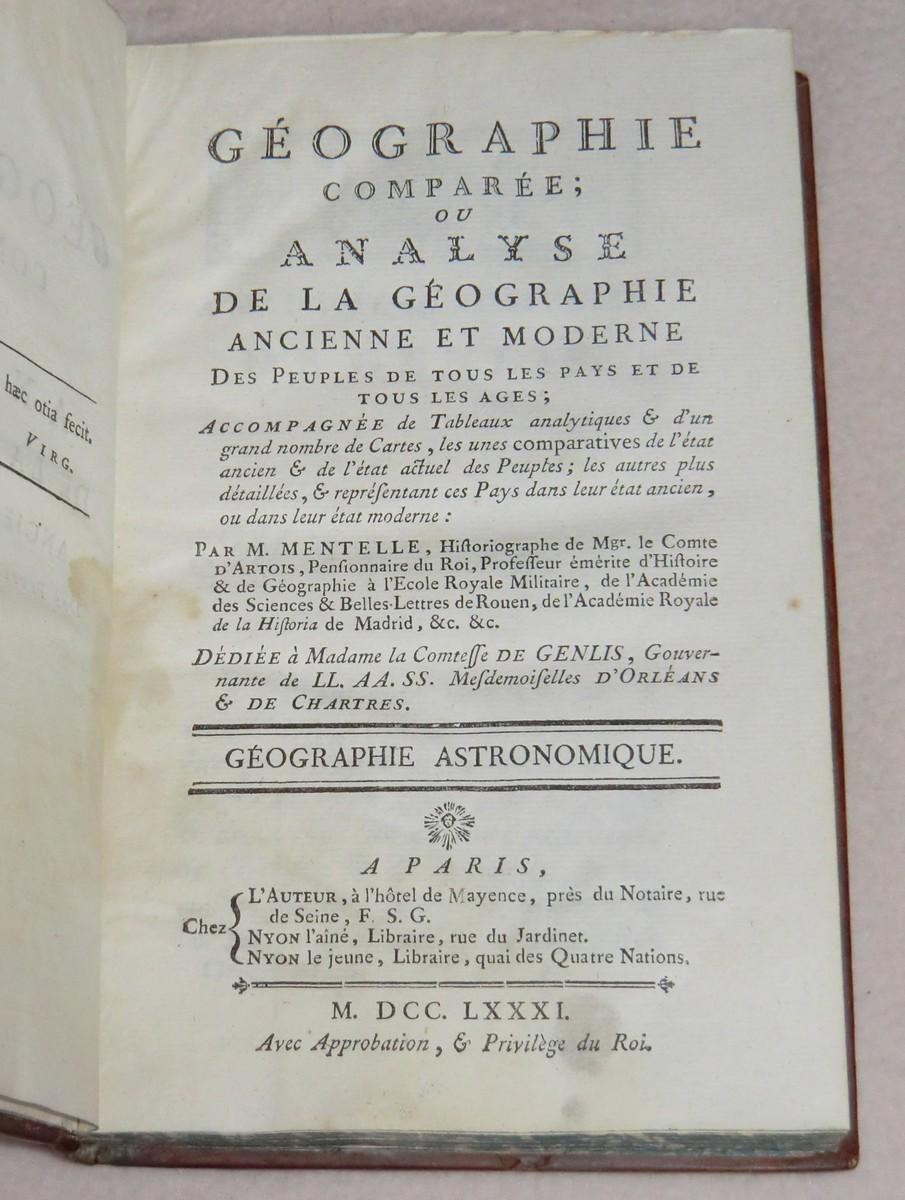 hæc otia fecit.
VIRG.
GÉOGRAPHIE
COMPARÉE;
OU
ANALYSE
DE LA GÉOGRAPHIE
ANCIENNE ET MODERNE
DES PEUPLES DE TOUS LES PAYS ET DE
TOUS LES AGES;
ACCOMPAGNÉE de Tableaux analytiques & d'un
grand nombre de Cartes, les unes comparatives de l'état
ancien & de l'état actuel des Peuples; les autres plus
détaillées, & repréſentant ces Pays dans leur état ancien,
ou dans leur état moderne:
PAR M. MENTELLE, Hiſtoriographe de Mgr. le Comte
D'ARTOIS, Penſionnaire du Roi, Profeſſeur émérite d'Hiſtoire
& de Géographie à l'Ecole Royale Militaire, de l'Académie
des Sciences & Belles-Lettres de Rouen, de l'Académie Royale
de la Hiſtoria de Madrid, &c. &c.
DÉDIÉE à Madame la Comteſſe DE GENLIS, Gouver-
nante de LL. AA. SS. Meſdemoiſelles D'ORLÉANS
& DE CHARTRES.
GÉOGRAPHIE ASTRONOMIQUE.
A PARIS,
Chez
L'AUTEUR, à l'hôtel de Mayence, près du Notaire, rue
de Seine, F. S. G.
NYON l'aîné, Libraire, rue du Jardinet.
NYON le jeune, Libraire, quai des Quatre Nations.
M. DCC. LXXXI.
Avec Approbation, & Privilège du Roi.